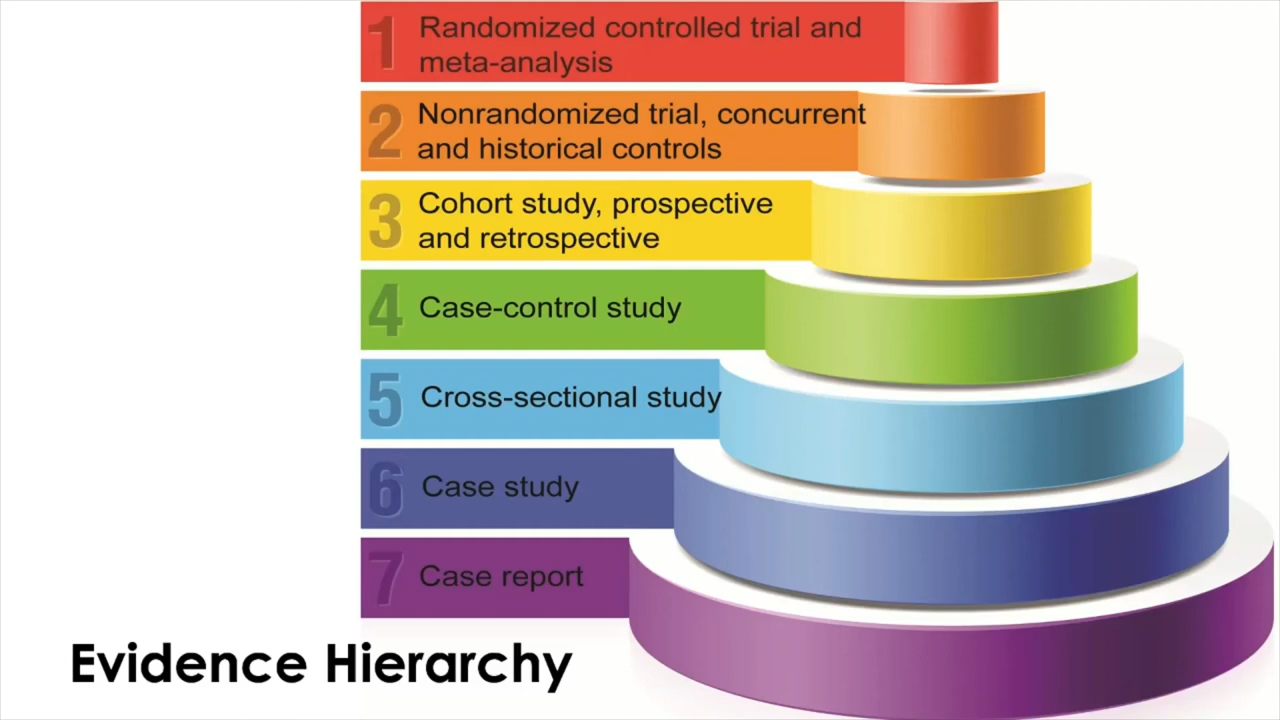 1
Randomized controlled trial and
meta-analysis
2
Nonrandomized trial, concurrent
and historical controls
3
Cohort study, prospective
and retrospective
4
Case-control study
5
Cross-sectional study
6
Case study
7
Case report
Evidence Hierarchy